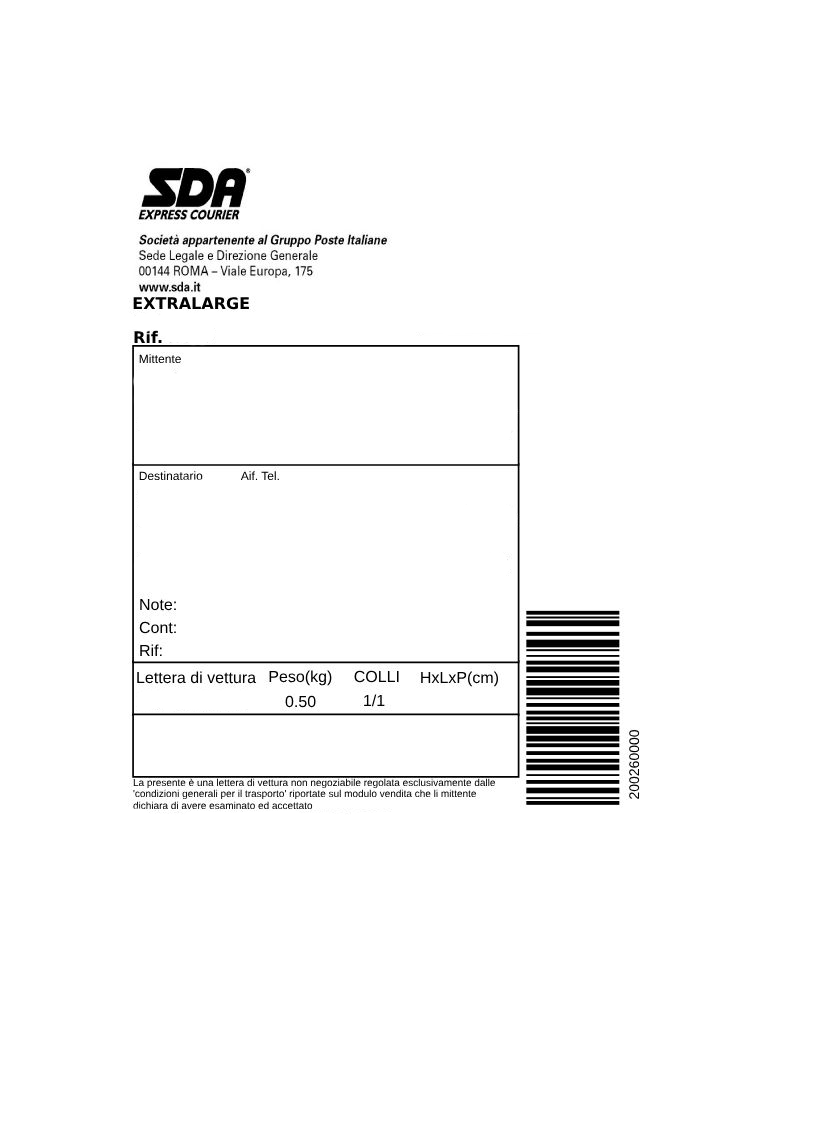 SDA®
EXPRESS COURIER
Società appartenente al Gruppo Poste Italiane
Sede Legale e Direzione Generale
00144 ROMA – Viale Europa, 175
www.sda.it
EXTRALARGE
Rif.
Mittente
Destinatario Aif. Tel.
Note:
Cont:
Rif:
Lettera di vettura Peso(kg) COLLI HxLxP(cm)
0.50 1/1
200260000
La presente è una lettera di vettura non negoziabile regolata esclusivamente dalle
'condizioni generali per il trasporto' riportate sul modulo vendita che li mittente
dichiara di avere esaminato ed accettato